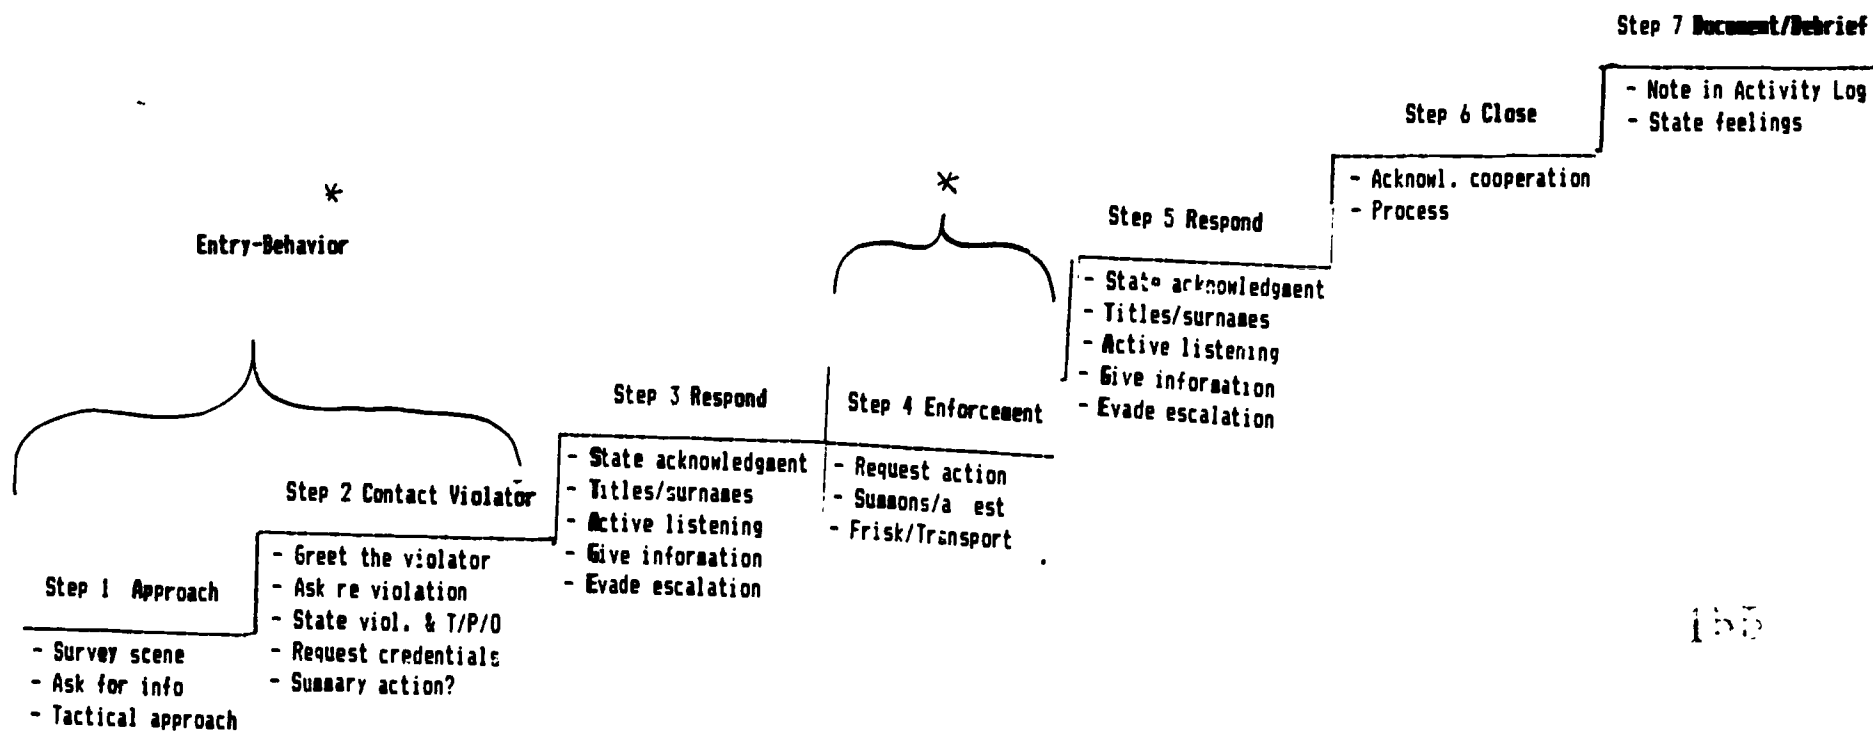 *
Entry-Behavior
Step 1 Approach
- Survey scene
- Ask for info
- Tactical approach
Step 2 Contact Violator
- Greet the violator
- Ask re violation
- State viol. & T/P/O
- Request credentials
- Summary action?
Step 3 Respond
- State acknowledgment
- Titles/surnames
- Active listening
- Give information
- Evade escalation
*
Step 4 Enforcement
- Request action
- Summons/a est
- Frisk/Transport
Step 5 Respond
- State acknowledgment
- Titles/surnames
- Active listening
- Give information
- Evade escalation
Step 6 Close
- Acknowl. cooperation
- Process
Step 7 Document/Debrief
- Note in Activity Log
- State feelings